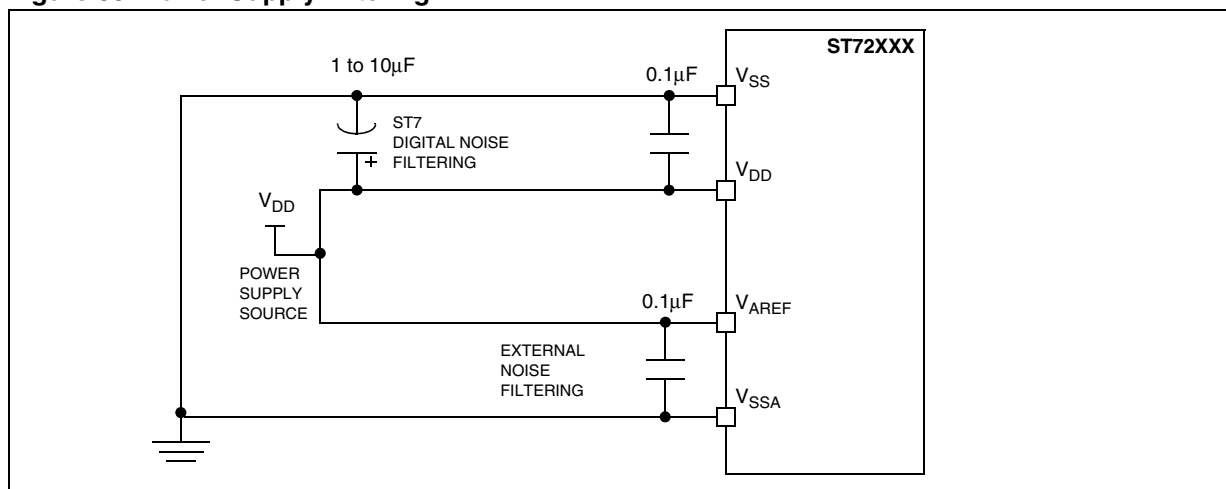 ST72XXX
1 to 10µF
0.1µF
VSS
ST7
DIGITAL NOISE
FILTERING
+
VDD
VDD
POWER
SUPPLY
SOURCE
0.1µF
VAREF
EXTERNAL
NOISE
FILTERING
VSSA